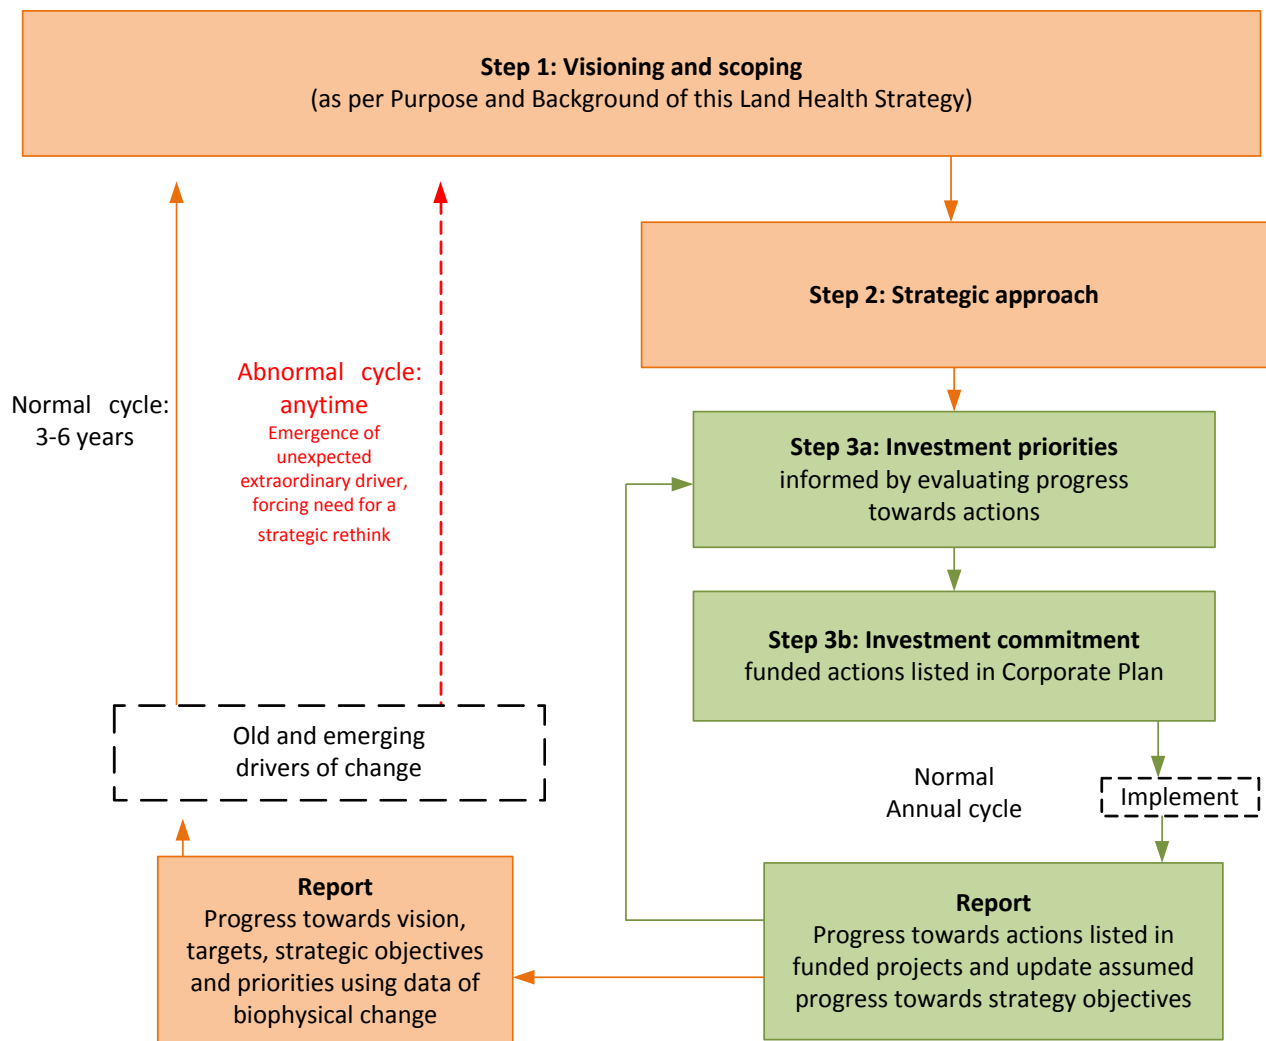 Step 1: Visioning and scoping
(as per Purpose and Background of this Land Health Strategy)
Step 2: Strategic approach
Normal cycle:
3-6 years
Abnormal cycle:
anytime
Emergence of
unexpected
extraordinary driver,
forcing need for a
strategic rethink
Step 3a: Investment priorities
informed by evaluating progress
towards actions
Step 3b: Investment commitment
funded actions listed in Corporate Plan
Old and emerging
drivers of change
Normal
Annual cycle
Implement
Report
Progress towards vision,
targets, strategic objectives
and priorities using data of
biophysical change
Report
Progress towards actions listed in
funded projects and update assumed
progress towards strategy objectives